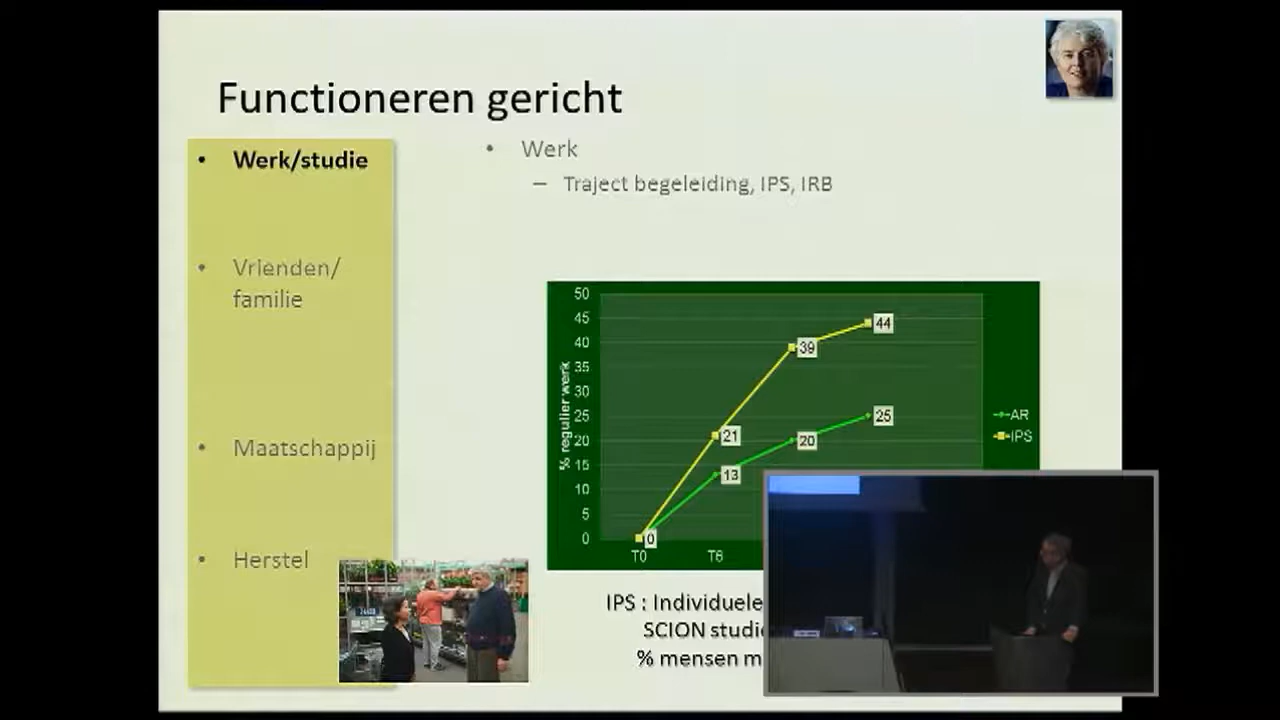 Functioneren gericht
• Werk/studie
• Vrienden/
familie
• Maatschappij
• Herstel
• Werk
– Traject begeleiding, IPS, IRB
50
45
40
35
30
25
20
15
10
5
0
% regulier werk
44
39
21
25
20
13
0
T0 T6
AR
IPS
IPS : Individuele
SCION studie
% mensen m